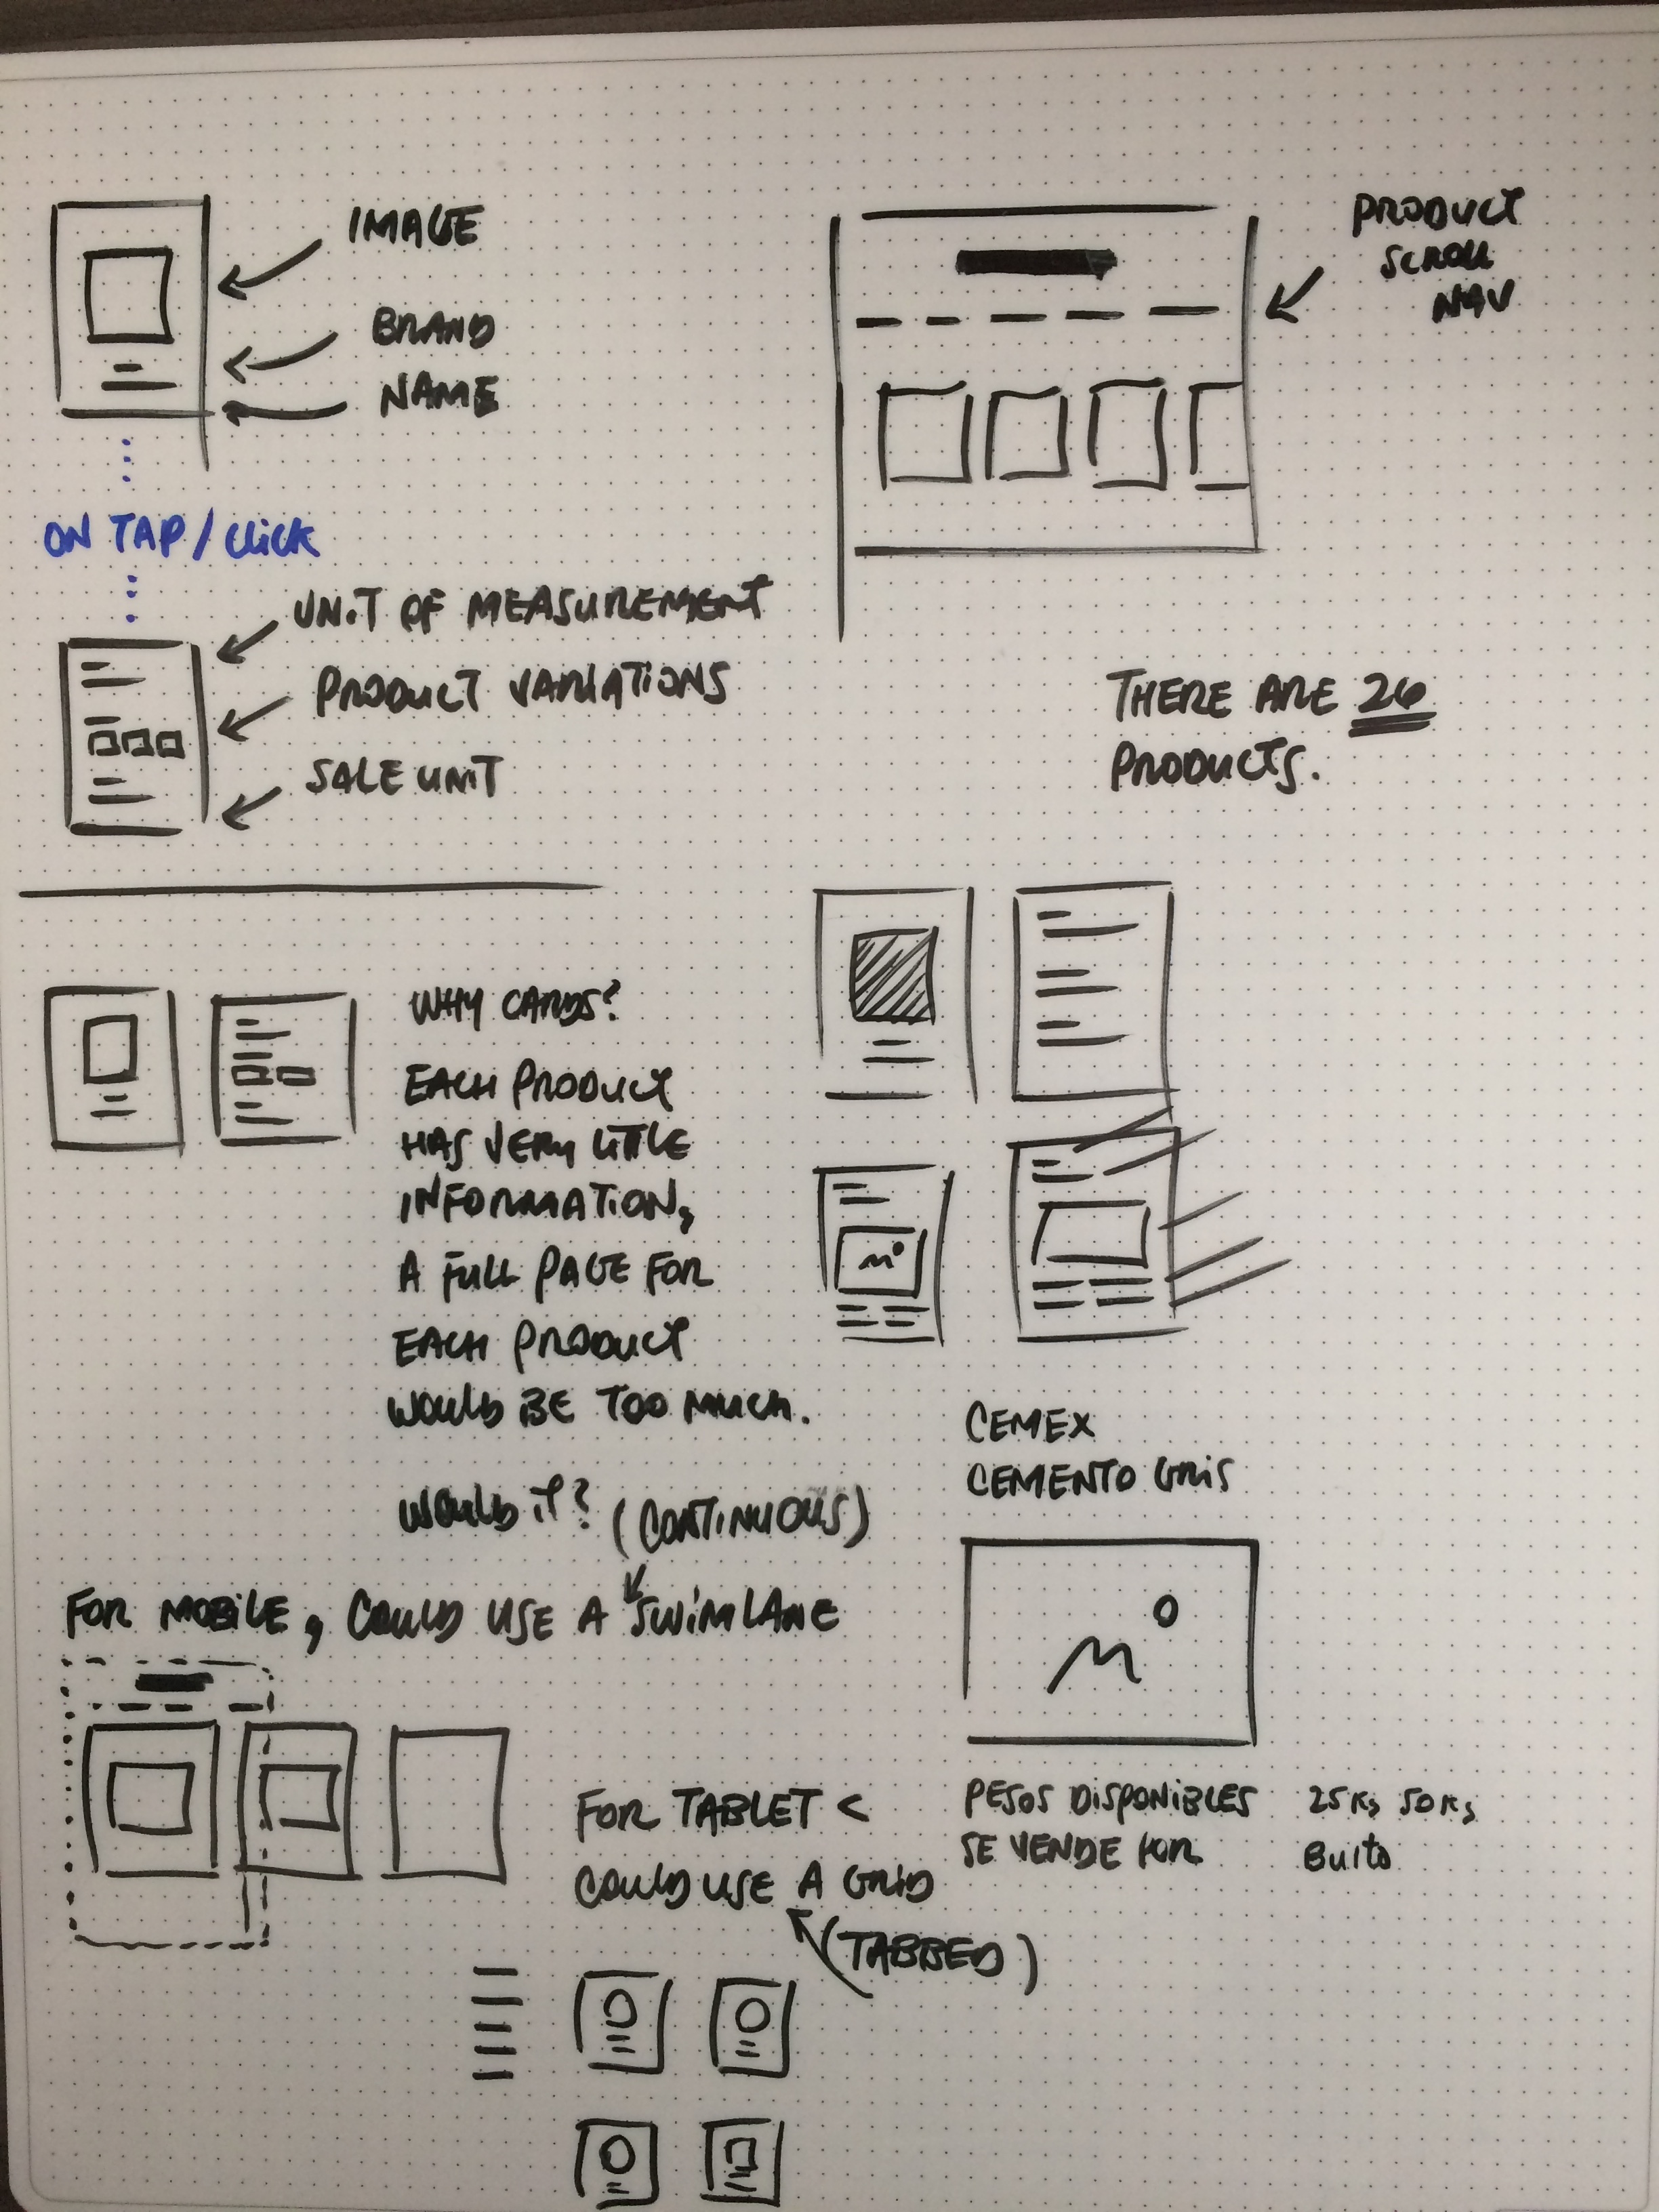 IMAGE
BRAND
NAME
ON TAP / CLICK
UNIT OF MEASUREMENT
PRODUCT VARIATIONS
SALE UNIT
PRODUCT
SCROLL
NAV
THERE ARE 26
PRODUCTS.
WHY CARDS?
EACH PRODUCT
HAS VERY LITTLE
INFORMATION,
A FULL PAGE FOR
EACH PRODUCT
WOULD BE TOO MUCH.
WOULD IT? (CONTINUOUS)
FOR MOBILE, COULD USE A SWIMLANE
FOR TABLET <
COULD USE A GRID
(TABBED)
CEMEX
CEMENTO GRIS
PESOS DISPONIBLES 25KG 50KG
SE VENDE POR Bulto